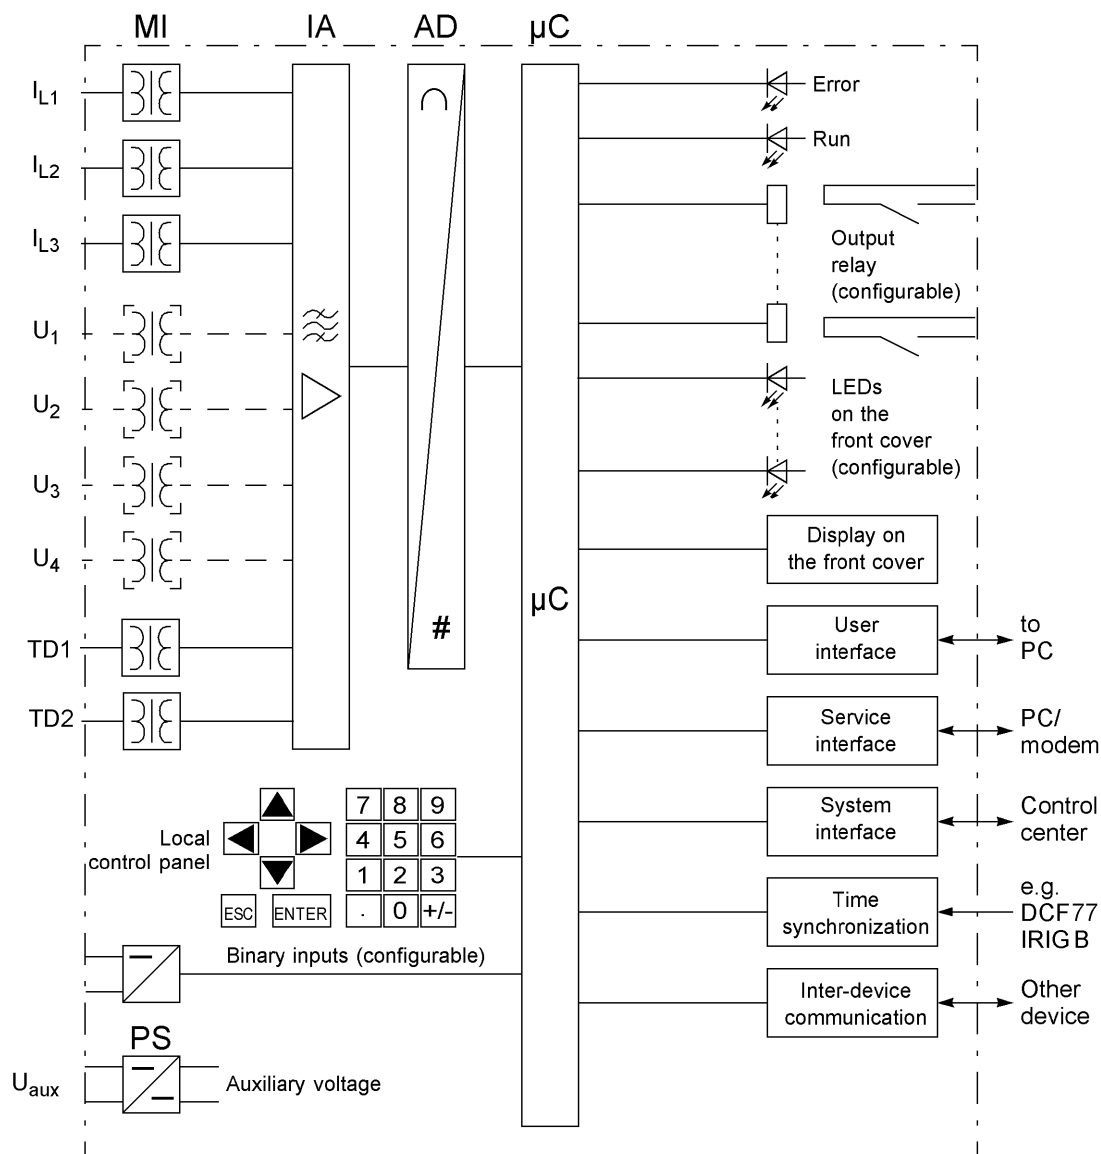 MI
IA
AD
µC
I L1
I L2
I L3
U1
U2
U3
U4
TD1
TD2
#
µC
Error
Run
Output
relay
(configurable)
LEDs
on the
front cover
(configurable)
Display on
the front cover
User
interface
to
PC
Service
interface
PC/
modem
System
interface
Control
center
Time
synchronization
e.g.
DCF77
IRIG B
Inter-device
communication
Other
device
Local
control panel
7 8 9
4 5 6
1 2 3
. 0 +/-
ESC ENTER
Binary inputs (configurable)
PS
Uaux
Auxiliary voltage